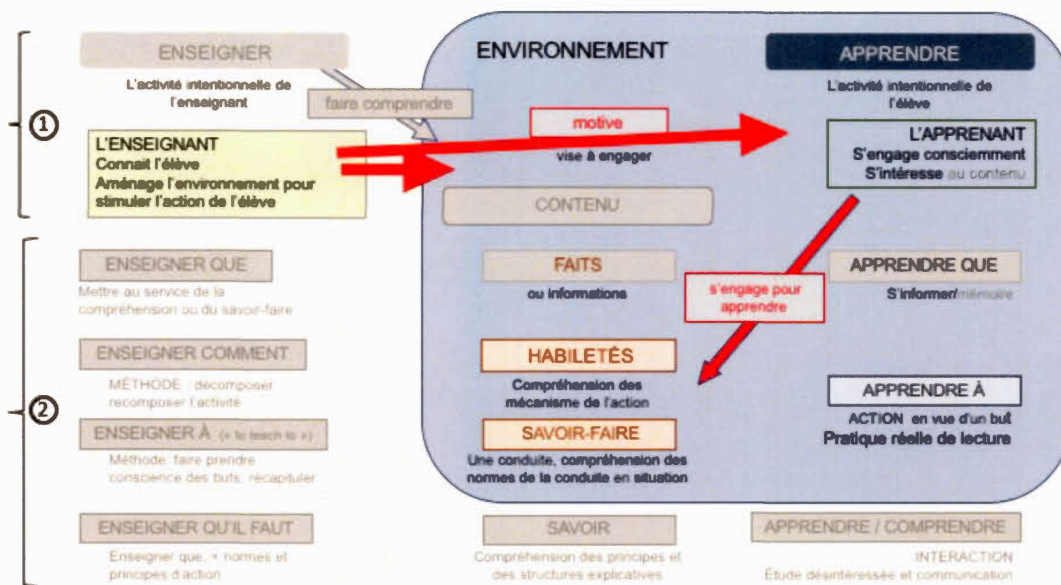 ENSEIGNER
L'activité intentionnelle de
l'enseignant
faire comprendre
ENVIRONNEMENT
APPRENDRE
L'activité intentionnelle de
l'élève
①
L'ENSEIGNANT
Connait l'élève
Aménage l'environnement pour
stimuler l'action de l'élève
motive
vise à engager
L'APPRENANT
S'engage consciemment
S'intéresse au contenu
CONTENU
②
ENSEIGNER QUE
Mettre au service de la
compréhension ou du savoir-faire
FAITS
ou informations
s'engage pour
apprendre
APPRENDRE QUE
S'informer/mémoire
ENSEIGNER COMMENT
MÉTHODE : décomposer
recomposer l'activité
HABILETÉS
Compréhension des
mécanisme de l'action
APPRENDRE À
ACTION en vue d'un but
Pratique réelle de lecture
ENSEIGNER À (« to teach to »)
Méthode: faire prendre
conscience des buts, récapituler
SAVOIR-FAIRE
Une conduite, compréhension des
normes de la conduite en situation
ENSEIGNER QU'IL FAUT
Enseigner que, + normes et
principes d'action
SAVOIR
Compréhension des principes et
des structures explicatives
APPRENDRE / COMPRENDRE
INTERACTION
Étude désintéressée et communication